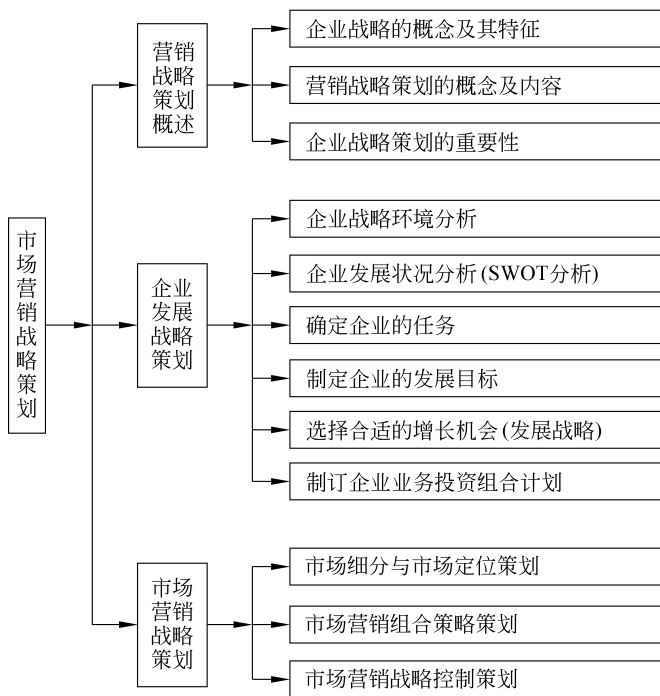 市场营销战略策划
营销战略策划概述
企业战略的概念及其特征
营销战略策划的概念及内容
企业战略策划的重要性
企业发展战略策划
企业战略环境分析
企业发展状况分析(SWOT分析)
确定企业的任务
制定企业的发展目标
选择合适的增长机会(发展战略)
制订企业业务投资组合计划
市场营销战略策划
市场细分与市场定位策划
市场营销组合策略策划
市场营销战略控制策划